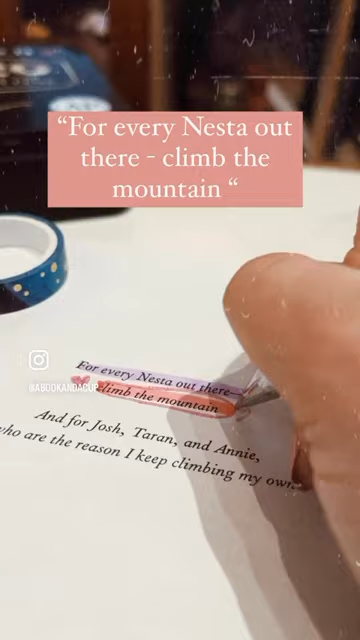 “For every Nesta out
there - climb the
mountain “
@ABOOKANDACUP
For every Nesta out there—
climb the mountain
And for Josh, Taran, and Annie,
who are the reason I keep climbing my own.